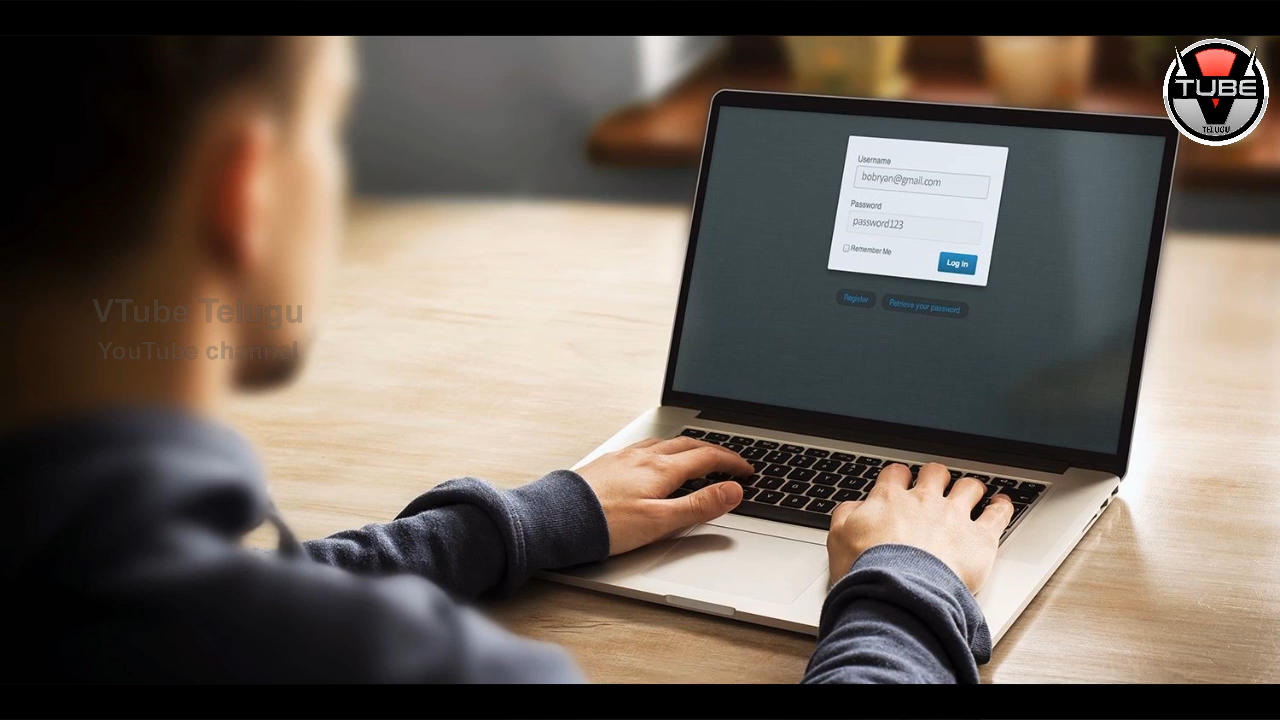 TUBE
TELUGU
Username
bobryan@gmail.com
Password
password123
Remember Me
Log In
Register
Retrieve your password
VTube Telugu
YouTube channel